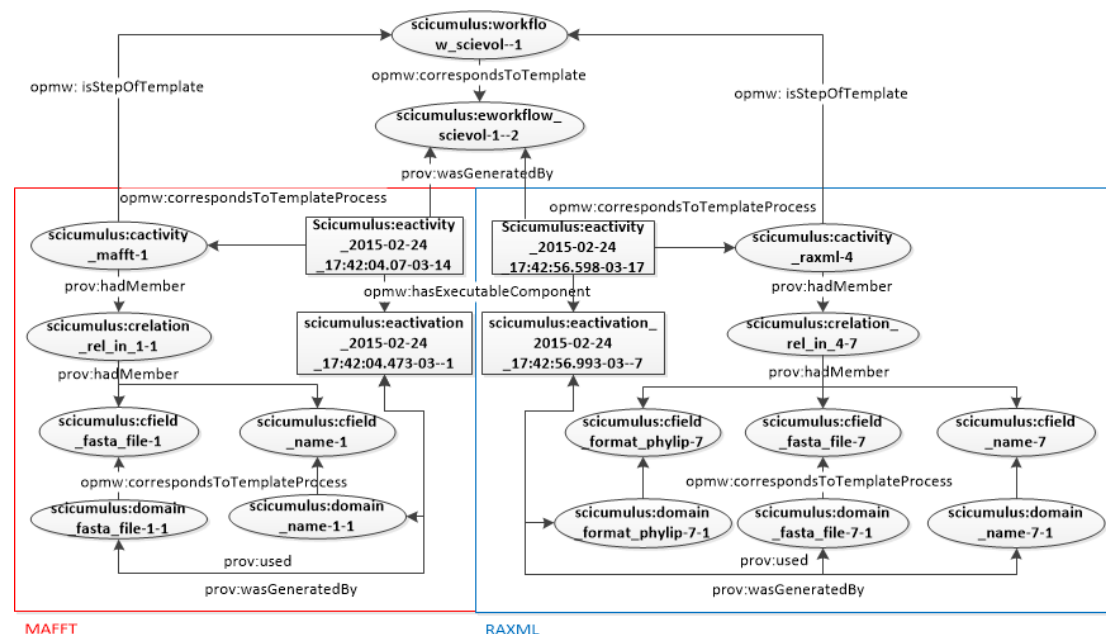 scicumulus:workflo
w_scievol--1
opmw:correspondsToTemplate
opmw: isStepOfTemplate
opmw: isStepOfTemplate
scicumulus:eworkflow_
scievol-1--2
prov:wasGeneratedBy
opmw:correspondsToTemplateProcess
opmw:correspondsToTemplateProcess
scicumulus:cactivity
_mafft-1
Scicumulus:eactivity
_2015-02-24
_17:42:04.07-03-14
scicumulus:eactivity
_2015-02-24
_17:42:56.598-03-17
scicumulus:cactivity
_raxml-4
prov:hadMember
opmw:hasExecutableComponent
prov:hadMember
scicumulus:crelation
_rel_in_1-1
scicumulus:eactivation
_2015-02-24
_17:42:04.473-03--1
scicumulus:eactivation_
2015-02-24
_17:42:56.993-03--7
scicumulus:crelation_
rel_in_4-7
prov:hadMember
prov:hadMember
scicumulus:cfield
_fasta_file-1
scicumulus:cfield
_name-1
scicumulus:cfield
_format_phylip-7
scicumulus:cfield
_fasta_file-7
scicumulus:cfield
_name-7
opmw:correspondsToTemplateProcess
opmw:correspondsToTemplateProcess
scicumulus:domain
_fasta_file-1-1
scicumulus:domain
_name-1-1
scicumulus:domain
_format_phylip-7-1
scicumulus:domain
_fasta_file-7-1
scicumulus:domain
_name-7-1
prov:used
prov:used
prov:wasGeneratedBy
prov:wasGeneratedBy
MAFFT
RAXML